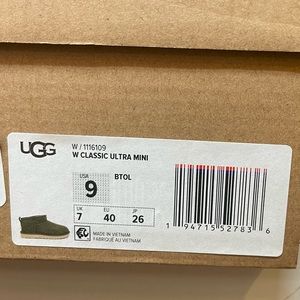 UGG
W / 1116109
W CLASSIC ULTRA MINI
USA
9
BTOL
UK EU JP
7 40 26
MADE IN VIETNAM
FABRIQUÉ AU VIETNAM
1 94715 52783 6